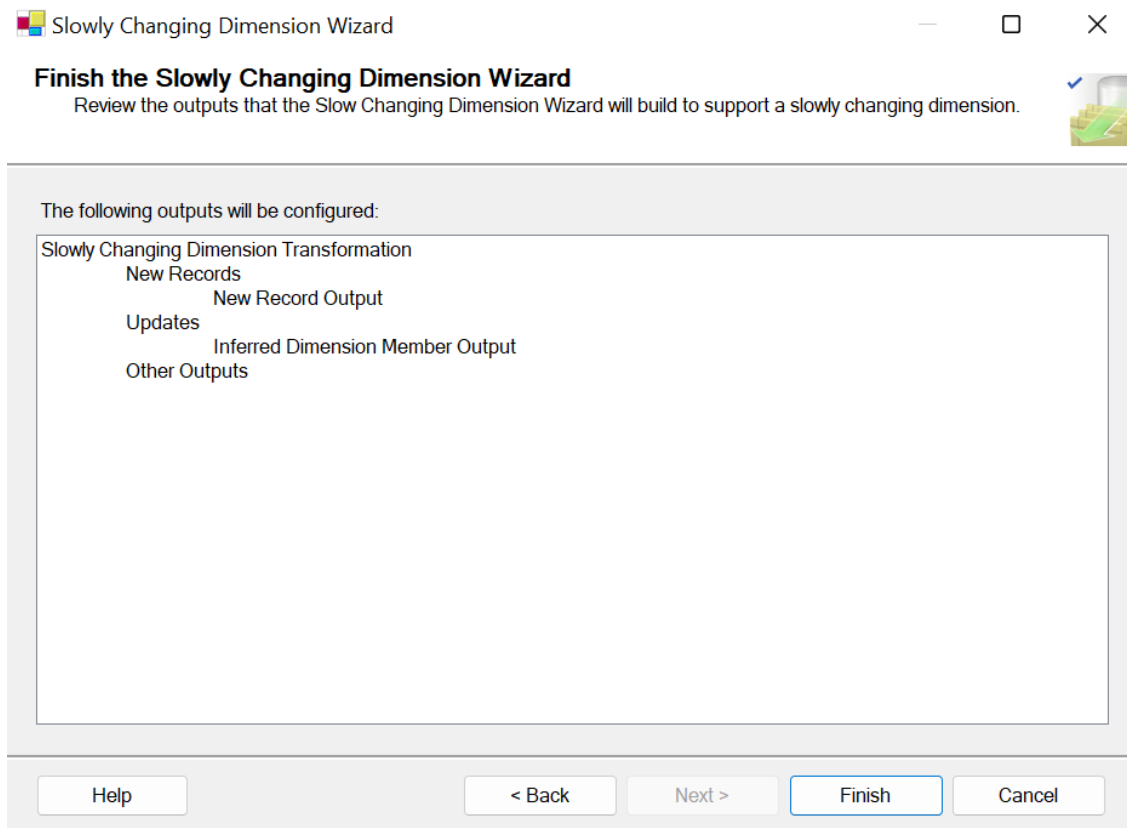 Slowly Changing Dimension Wizard
Finish the Slowly Changing Dimension Wizard
Review the outputs that the Slow Changing Dimension Wizard will build to support a slowly changing dimension.
The following outputs will be configured:
Slowly Changing Dimension Transformation
New Records
New Record Output
Updates
Inferred Dimension Member Output
Other Outputs
Help
< Back
Next >
Finish
Cancel